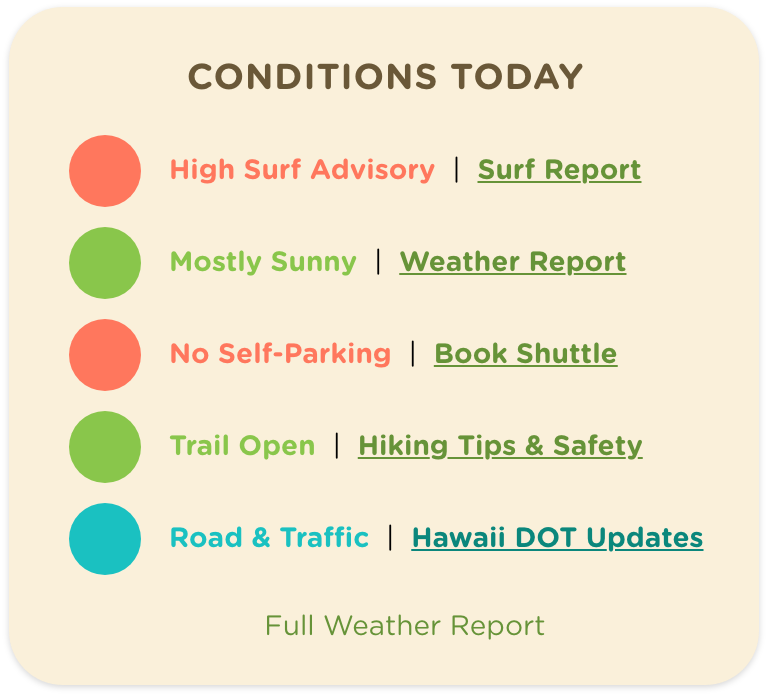 CONDITIONS TODAY
High Surf Advisory | Surf Report
Mostly Sunny | Weather Report
No Self-Parking | Book Shuttle
Trail Open | Hiking Tips & Safety
Road & Traffic | Hawaii DOT Updates
Full Weather Report